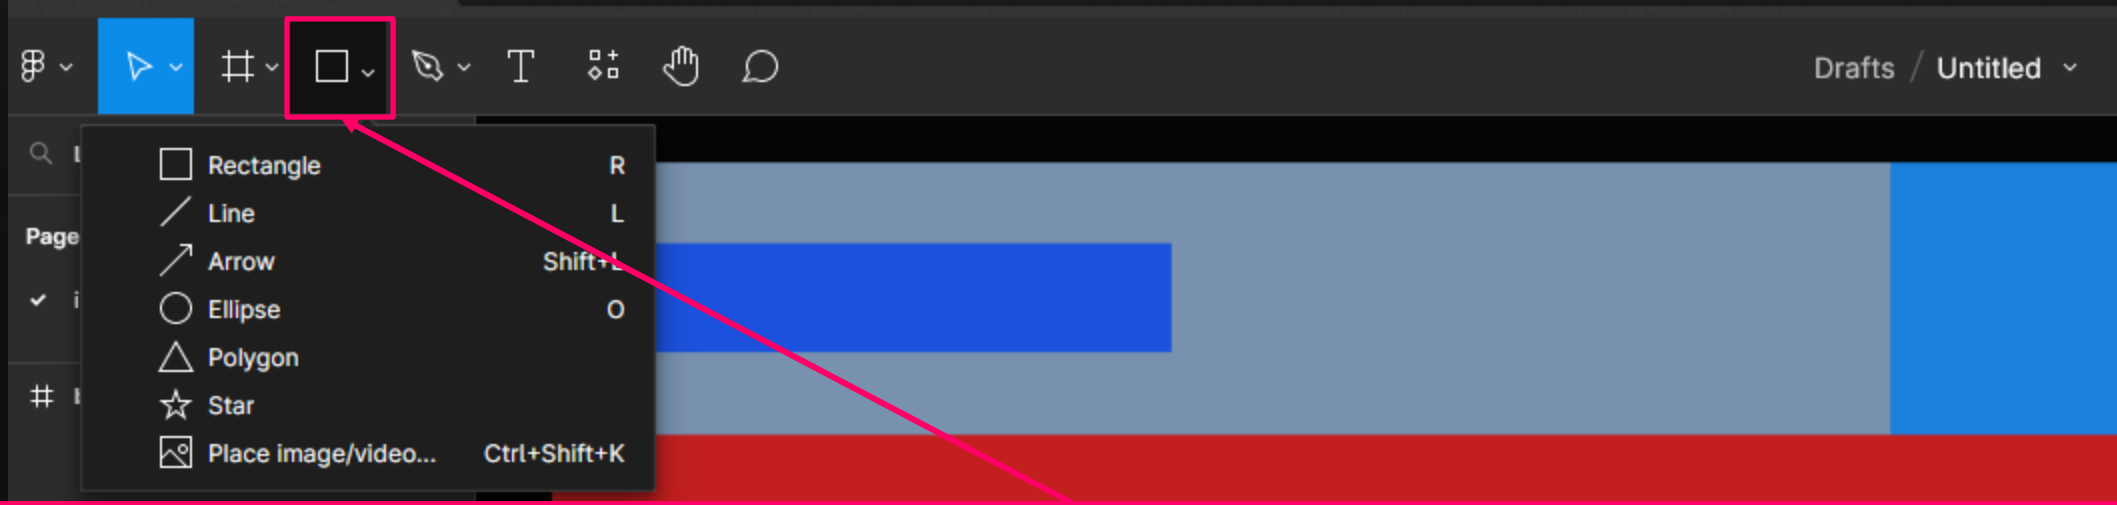 Drafts / Untitled
Rectangle R
Line L
Page
Arrow Shift+L
Ellipse O
Polygon
Star
Place image/video... Ctrl+Shift+K